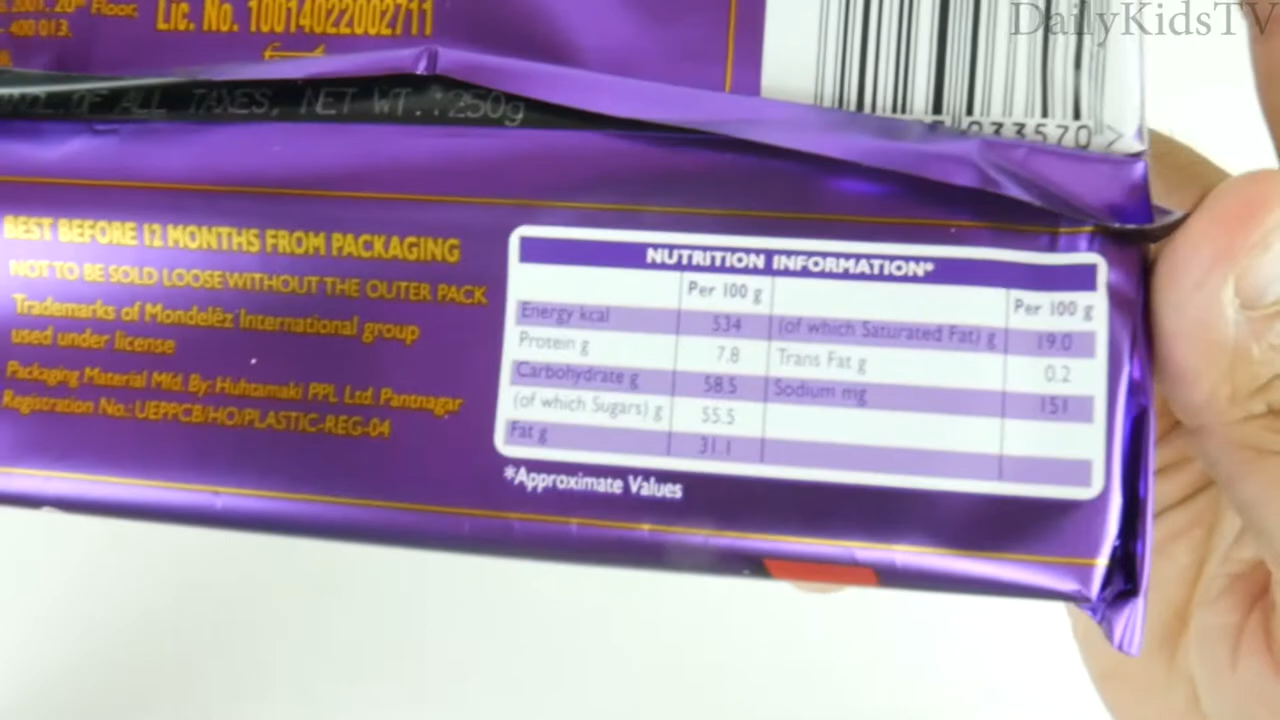 DailyKidsTV
2001, 20th Floor,
- 400 013.
Lic. No. 10014022002711
OF ALL TAXES, NET WT.: 250g
033570 >
BEST BEFORE 12 MONTHS FROM PACKAGING
NOT TO BE SOLD LOOSE WITHOUT THE OUTER PACK
Trademarks of Mondelēz International group
used under license
Packaging Material Mfd. By: Huhtamaki PPL Ltd. Pantnagar
Registration No.: UEPPCB/HO/PLASTIC-REG-04
NUTRITION INFORMATION*
Per 100 g Per 100 g
Energy kcal 534 (of which Saturated Fat) g 19.0
Protein g 7.8 Trans Fat g 0.2
Carbohydrate g 58.5 Sodium mg 151
(of which Sugars) g 55.5
Fat g 31.1
*Approximate Values